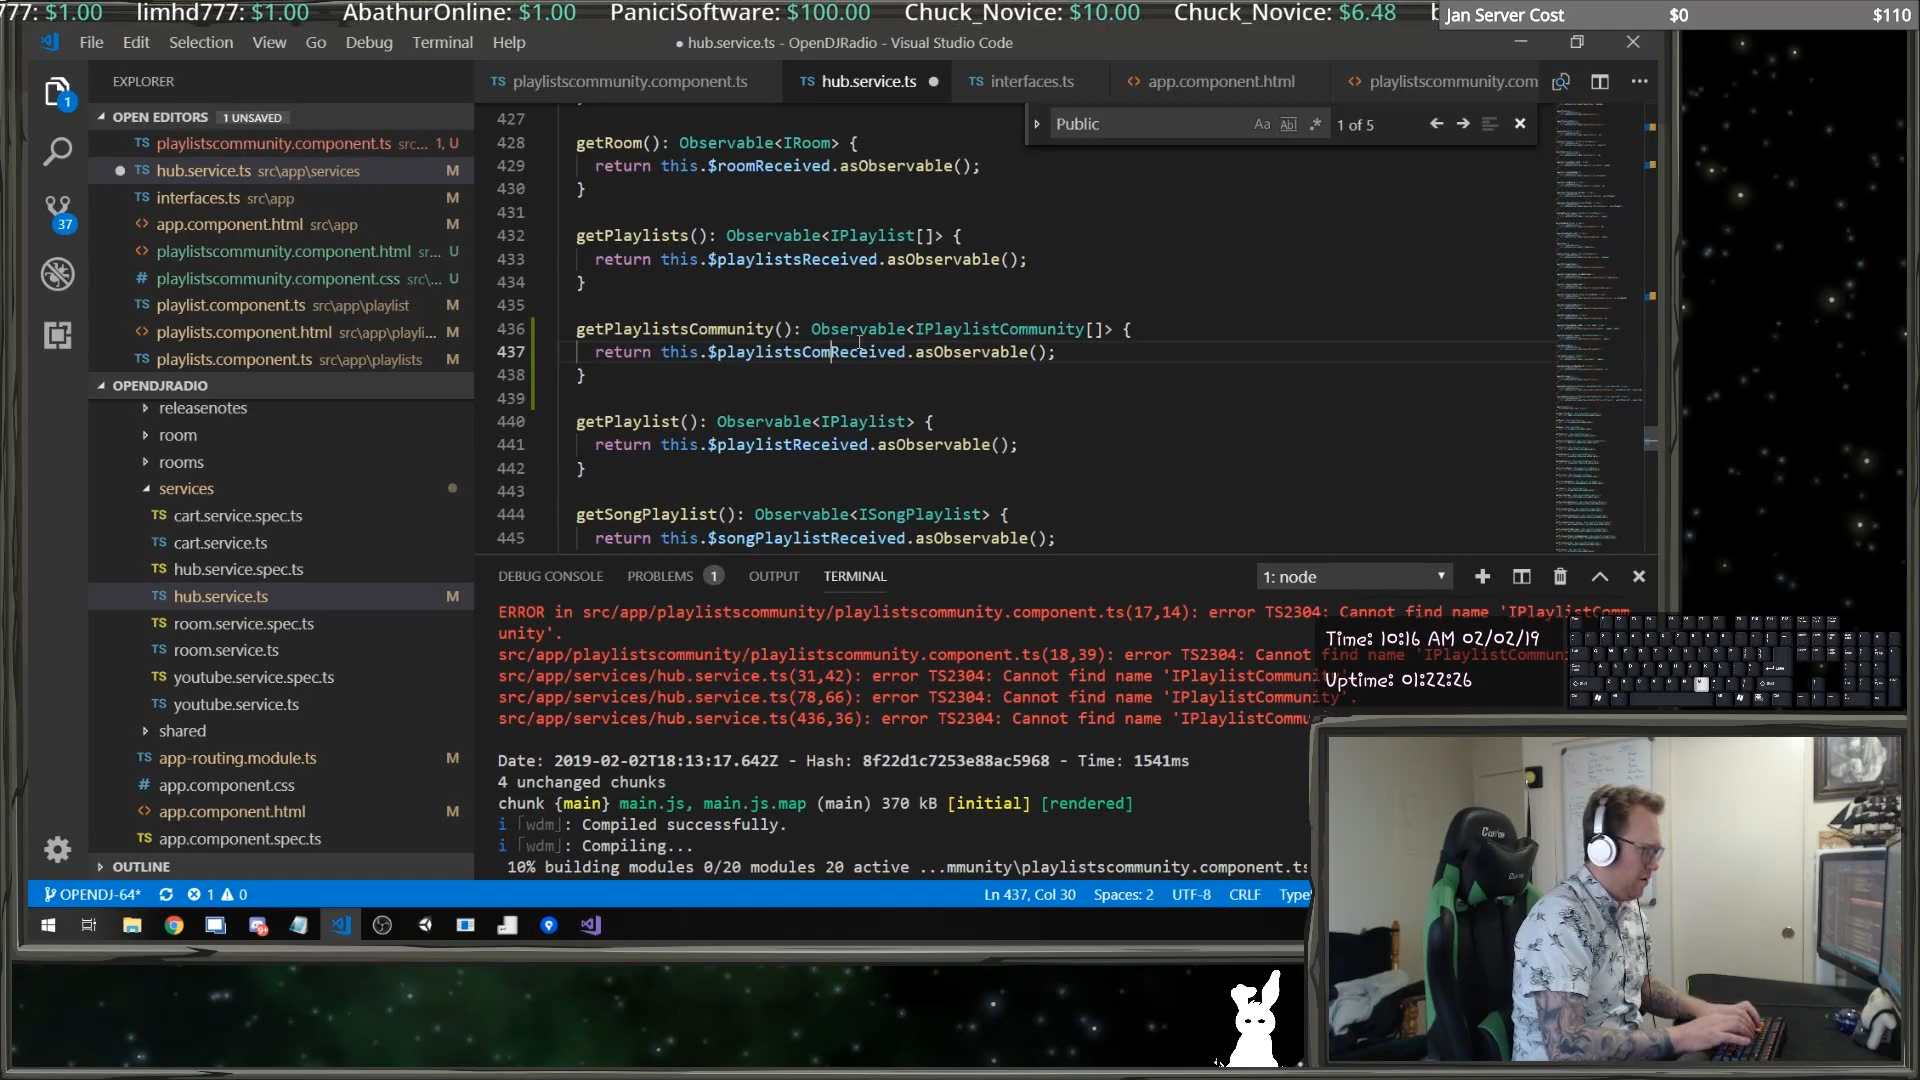 777: $1.00 limhd777: $1.00 AbathurOnline: $1.00 PaniciSoftware: $100.00 Chuck_Novice: $10.00 Chuck_Novice: $6.48
Jan Server Cost $0 $110
File Edit Selection View Go Debug Terminal Help
● hub.service.ts - OpenDJRadio - Visual Studio Code
EXPLORER
TS playlistscommunity.component.ts
TS hub.service.ts ●
TS interfaces.ts
<> app.component.html
<> playlistscommunity.com
OPEN EDITORS 1 UNSAVED
TS playlistscommunity.component.ts src... 1, U
● TS hub.service.ts src\app\services M
TS interfaces.ts src\app M
<> app.component.html src\app M
<> playlistscommunity.component.html sr... U
# playlistscommunity.component.css src\... U
TS playlist.component.ts src\app\playlist M
<> playlists.component.html src\app\playli... M
TS playlists.component.ts src\app\playlists M
OPENDJRADIO
releasenotes
room
rooms
services
TS cart.service.spec.ts
TS cart.service.ts
TS hub.service.spec.ts
TS hub.service.ts M
TS room.service.spec.ts
TS room.service.ts
TS youtube.service.spec.ts
TS youtube.service.ts
shared
TS app-routing.module.ts M
# app.component.css
<> app.component.html M
TS app.component.spec.ts
OUTLINE
1
37
Public Aa Abl .* 1 of 5
427
428 getRoom(): Observable<IRoom> {
429 return this.$roomReceived.asObservable();
430 }
431
432 getPlaylists(): Observable<IPlaylist[]> {
433 return this.$playlistsReceived.asObservable();
434 }
435
436 getPlaylistsCommunity(): Observable<IPlaylistCommunity[]> {
437 return this.$playlistsComReceived.asObservable();
438 }
439
440 getPlaylist(): Observable<IPlaylist> {
441 return this.$playlistReceived.asObservable();
442 }
443
444 getSongPlaylist(): Observable<ISongPlaylist> {
445 return this.$songPlaylistReceived.asObservable();
DEBUG CONSOLE PROBLEMS 1 OUTPUT TERMINAL 1: node
ERROR in src/app/playlistscommunity/playlistscommunity.component.ts(17,14): error TS2304: Cannot find name 'IPlaylistComm
unity'.
src/app/playlistscommunity/playlistscommunity.component.ts(18,39): error TS2304: Cannot find name 'IPlaylistCommun
src/app/services/hub.service.ts(31,42): error TS2304: Cannot find name 'IPlaylistCommunity
src/app/services/hub.service.ts(78,66): error TS2304: Cannot find name 'IPlaylistCommunity'.
src/app/services/hub.service.ts(436,36): error TS2304: Cannot find name 'IPlaylistCommu
Time: 10:16 AM 02/02/19
Uptime: 01:22:26
Date: 2019-02-02T18:13:17.642Z - Hash: 8f22d1c7253e88ac5968 - Time: 1541ms
4 unchanged chunks
chunk {main} main.js, main.js.map (main) 370 kB [initial] [rendered]
i ｢wdm｣: Compiled successfully.
i ｢wdm｣: Compiling...
10% building modules 0/20 modules 20 active ...mmunity\playlistscommunity.component.ts
OPENDJ-64* 1 0 Ln 437, Col 30 Spaces: 2 UTF-8 CRLF Type